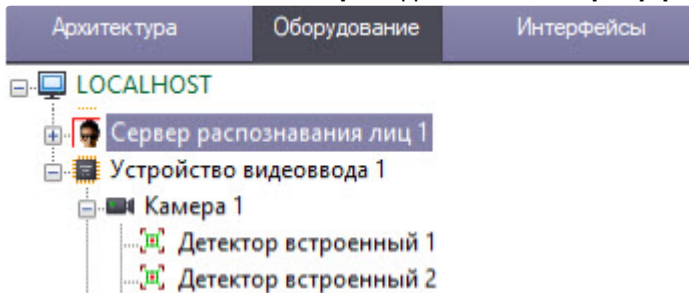 Архитектура Оборудование Интерфейсы
LOCALHOST
Сервер распознавания лиц 1
Устройство видеоввода 1
Камера 1
Детектор встроенный 1
Детектор встроенный 2